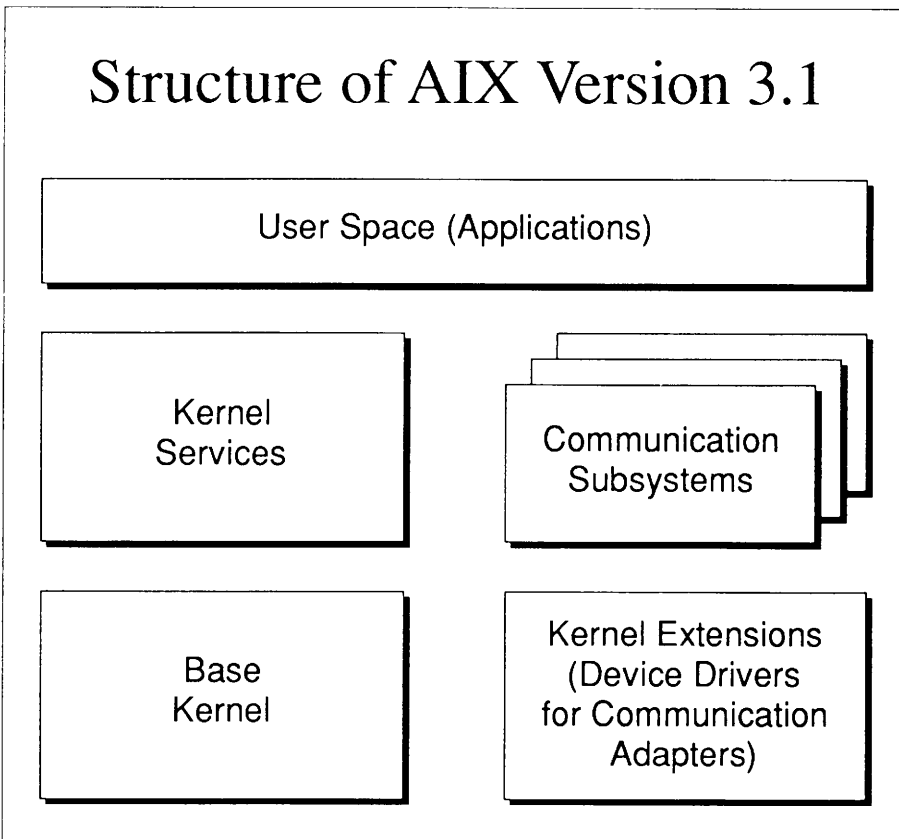 Structure of AIX Version 3.1
User Space (Applications)
Kernel
Services
Communication
Subsystems
Base
Kernel
Kernel Extensions
(Device Drivers
for Communication
Adapters)